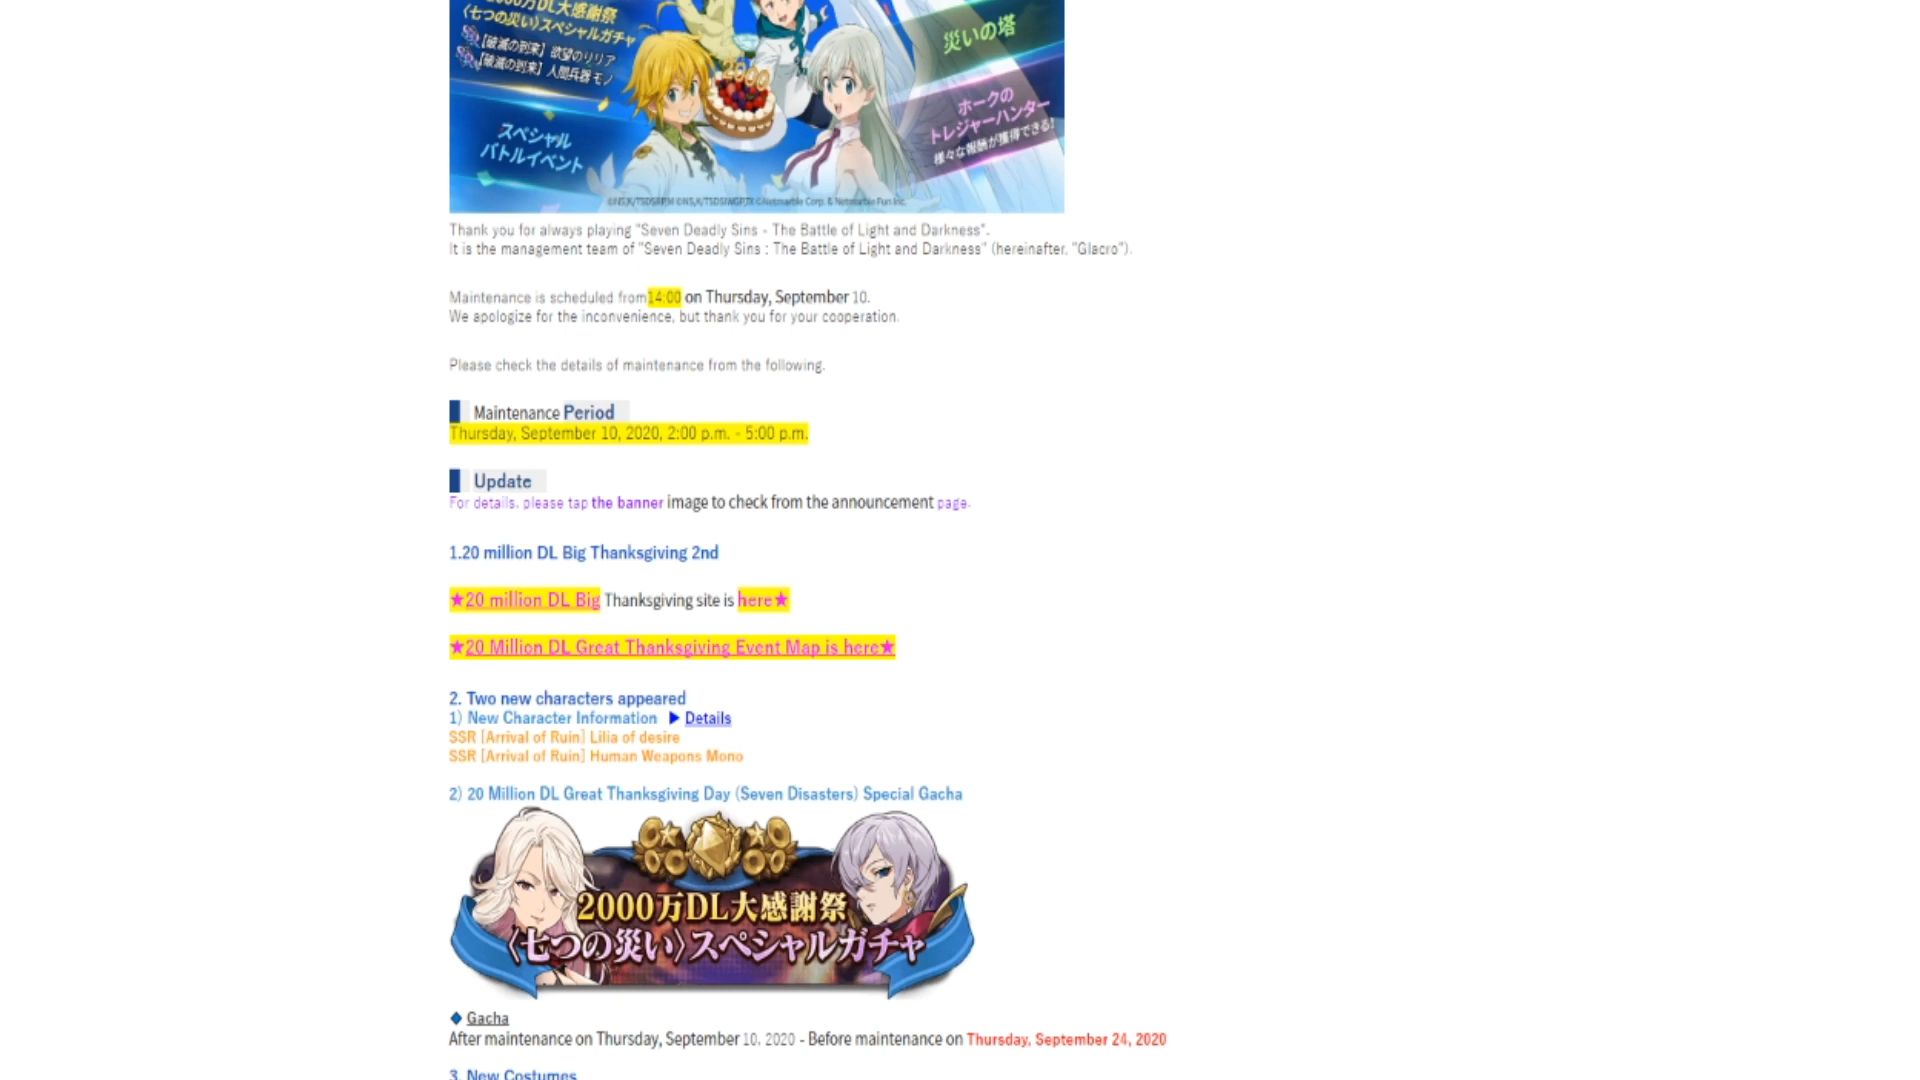 2000万DL大感謝祭
〈七つの災い〉スペシャルガチャ
【破滅の到来】欲望のリリア
【破滅の到来】人間兵器モノ
スペシャル
バトルイベント
2000
災いの塔
ホークの
トレジャーハンター
様々な報酬が獲得できる!
Thank you for always playing "Seven Deadly Sins - The Battle of Light and Darkness".
It is the management team of "Seven Deadly Sins : The Battle of Light and Darkness" (hereinafter, "Glacro").
Maintenance is scheduled from 14:00 on Thursday, September 10.
We apologize for the inconvenience, but thank you for your cooperation.
Please check the details of maintenance from the following.
Maintenance Period
Thursday, September 10, 2020, 2:00 p.m. - 5:00 p.m.
Update
For details, please tap the banner image to check from the announcement page.
1.20 million DL Big Thanksgiving 2nd
★20 million DL Big Thanksgiving site is here★
★20 Million DL Great Thanksgiving Event Map is here★
2. Two new characters appeared
1) New Character Information ▶ Details
SSR [Arrival of Ruin] Lilia of desire
SSR [Arrival of Ruin] Human Weapons Mono
2) 20 Million DL Great Thanksgiving Day (Seven Disasters) Special Gacha
2000万DL大感謝祭
〈七つの災い〉スペシャルガチャ
◆ Gacha
After maintenance on Thursday, September 10, 2020 - Before maintenance on Thursday, September 24, 2020
3. New Costumes